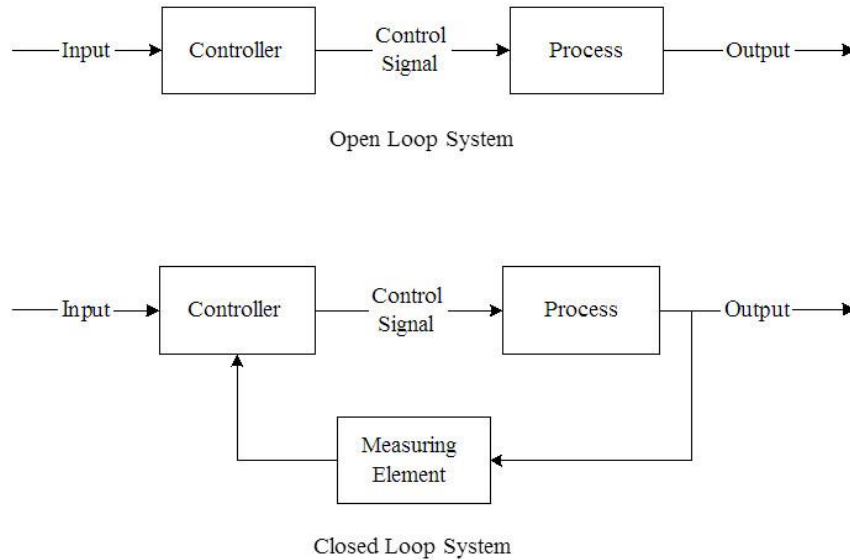 Input
Controller
Control
Signal
Process
Output
Open Loop System
Input
Controller
Control
Signal
Process
Output
Measuring
Element
Closed Loop System